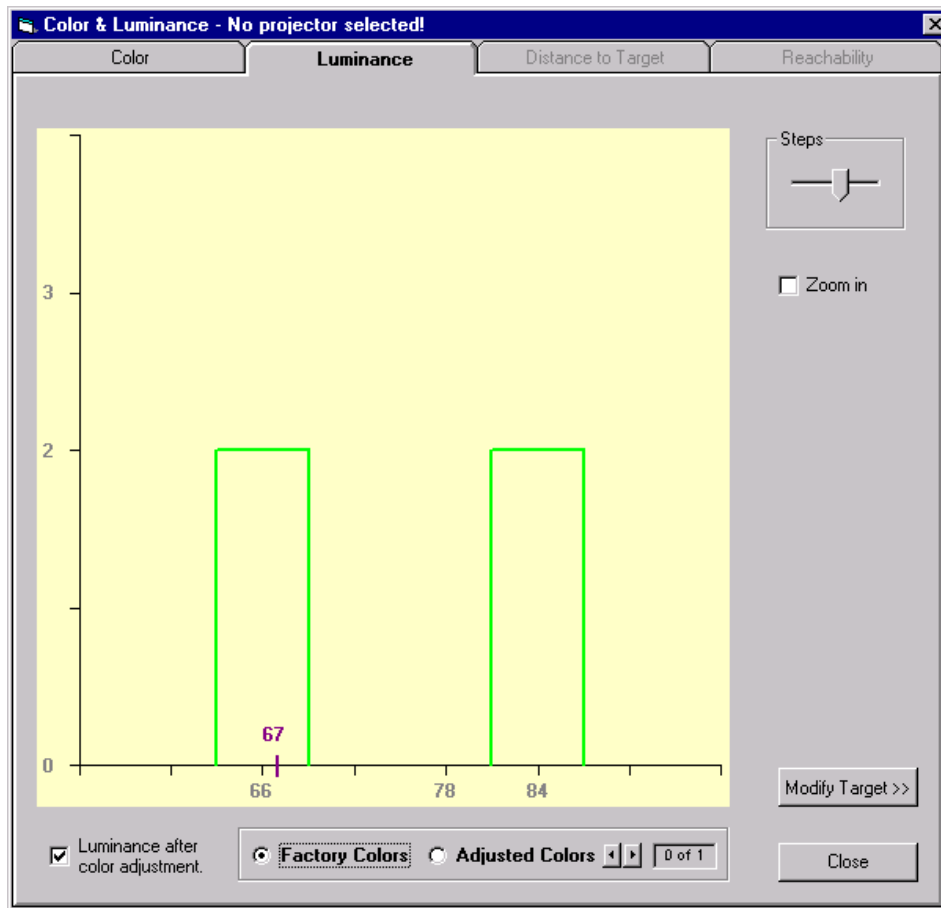 Color & Luminance - No projector selected!
Color
Luminance
Distance to Target
Reachability
Steps
Zoom in
3
2
0
67
66
78
84
Modify Target >>
Luminance after
color adjustment.
Factory Colors
Adjusted Colors
0 of 1
Close